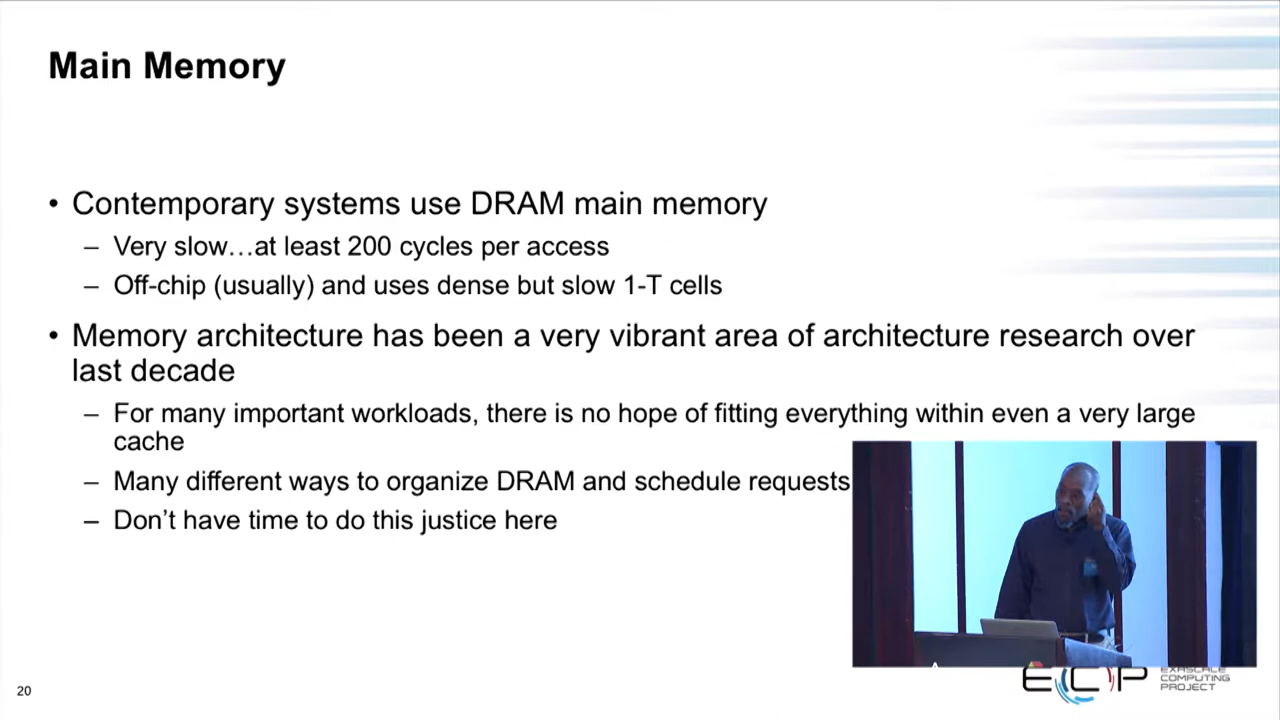 Main Memory
• Contemporary systems use DRAM main memory
– Very slow…at least 200 cycles per access
– Off-chip (usually) and uses dense but slow 1-T cells
• Memory architecture has been a very vibrant area of architecture research over
last decade
– For many important workloads, there is no hope of fitting everything within even a very large
cache
– Many different ways to organize DRAM and schedule requests
– Don’t have time to do this justice here
20
ECP
EXASCALE
COMPUTING
PROJECT